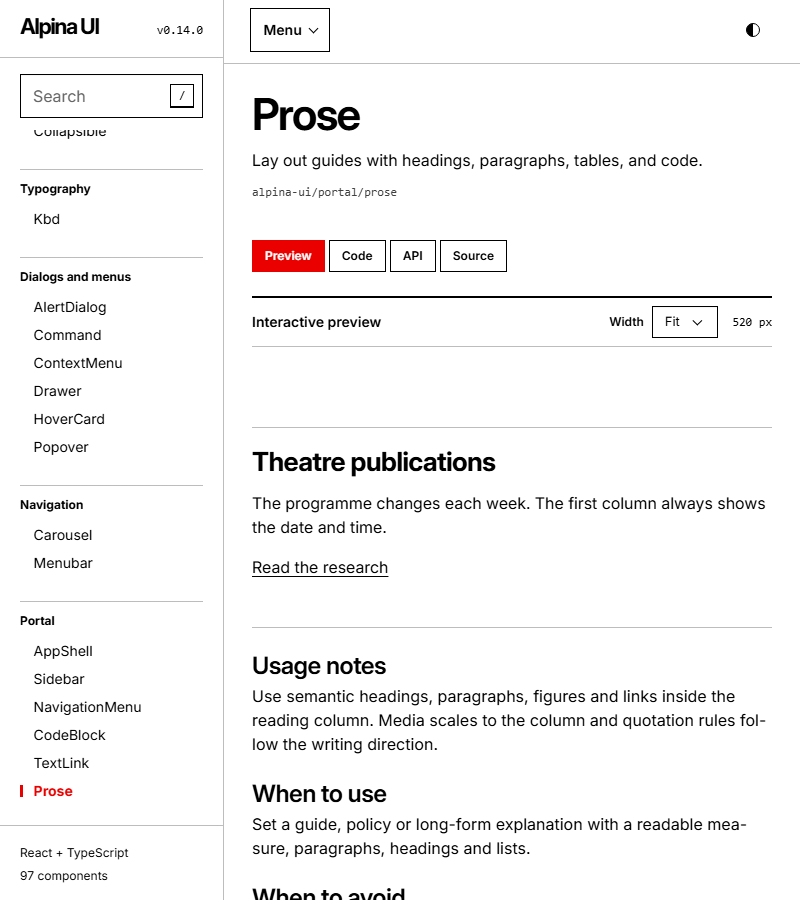 Alpina UI
v0.14.0
Search
/
Collapsible
Typography
Kbd
Dialogs and menus
AlertDialog
Command
ContextMenu
Drawer
HoverCard
Popover
Navigation
Carousel
Menubar
Portal
AppShell
Sidebar
NavigationMenu
CodeBlock
TextLink
Prose
React + TypeScript
97 components
Menu
Prose
Lay out guides with headings, paragraphs, tables, and code.
alpina-ui/portal/prose
Preview
Code
API
Source
Interactive preview
Width
Fit
520 px
Theatre publications
The programme changes each week. The first column always shows
the date and time.
Read the research
Usage notes
Use semantic headings, paragraphs, figures and links inside the
reading column. Media scales to the column and quotation rules fol-
low the writing direction.
When to use
Set a guide, policy or long-form explanation with a readable mea-
sure, paragraphs, headings and lists.
When to avoid